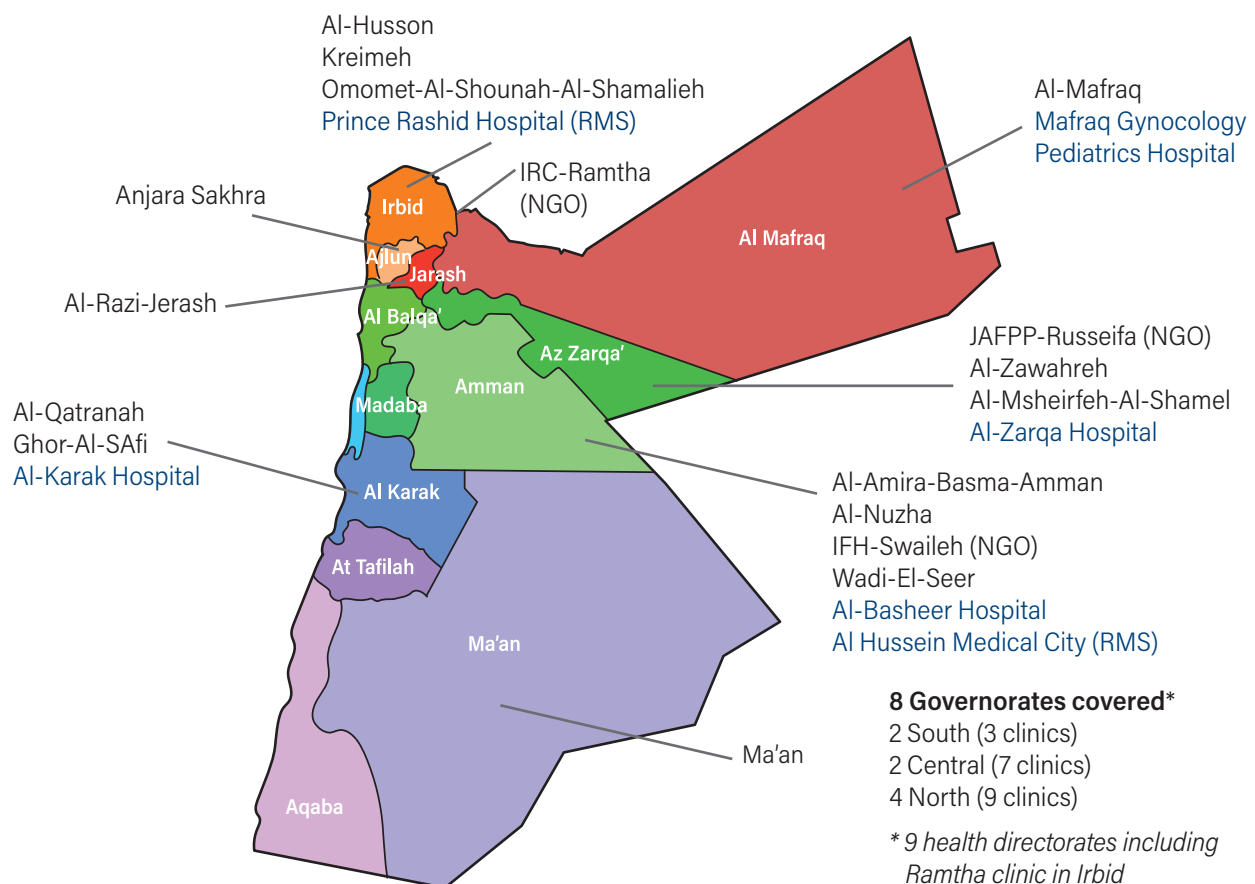 Al-Husson
Kreimeh
Omomet-Al-Shounah-Al-Shamalieh
Prince Rashid Hospital (RMS)
Al-Mafraq
Mafraq Gynocology
Pediatrics Hospital
IRC-Ramtha
(NGO)
Anjara Sakhra
Irbid
Al Mafraq
Ajlun
Jarash
Al-Razi-Jerash
Al Balqa'
JAFPP-Russeifa (NGO)
Al-Zawahreh
Al-Msheirfeh-Al-Shamel
Al-Zarqa Hospital
Az Zarqa'
Amman
Madaba
Al-Qatranah
Ghor-Al-SAfi
Al-Karak Hospital
Al-Amira-Basma-Amman
Al-Nuzha
IFH-Swaileh (NGO)
Wadi-El-Seer
Al-Basheer Hospital
Al Hussein Medical City (RMS)
Al Karak
At Tafilah
Ma'an
Aqaba
Ma'an
8 Governorates covered*
2 South (3 clinics)
2 Central (7 clinics)
4 North (9 clinics)
* 9 health directorates including
Ramtha clinic in Irbid